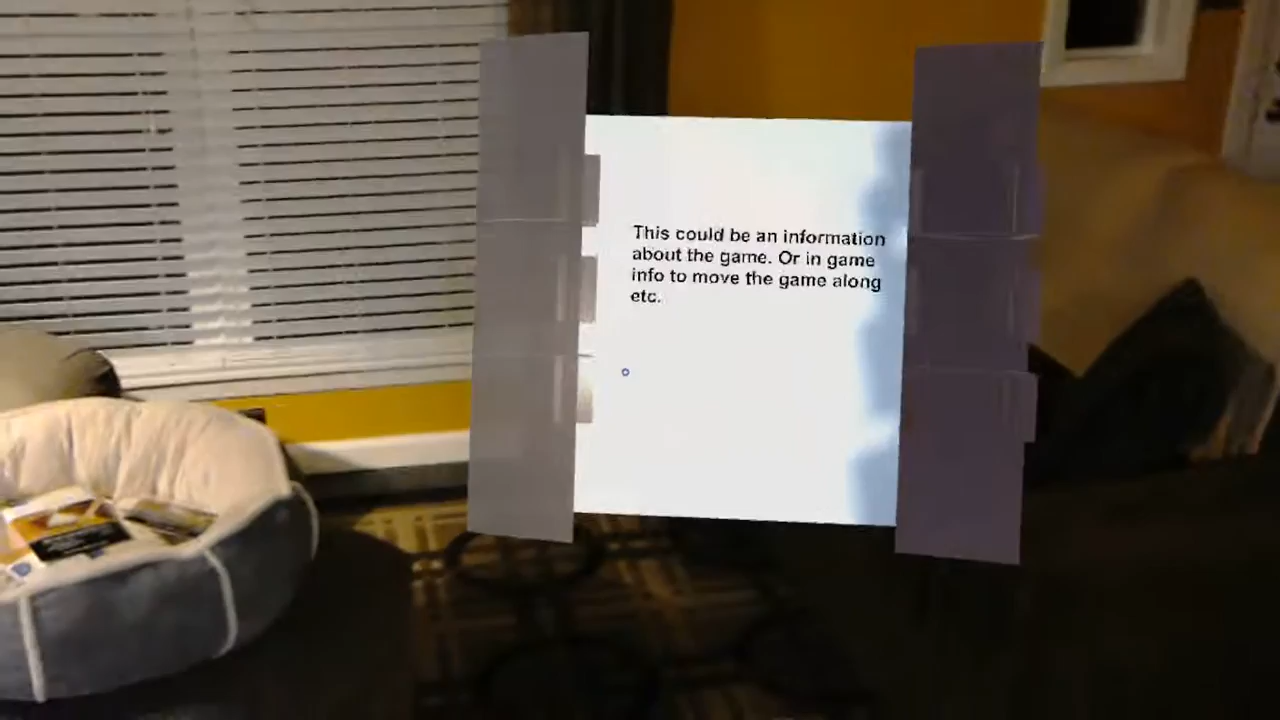 This could be an information
about the game. Or in game
info to move the game along
etc.